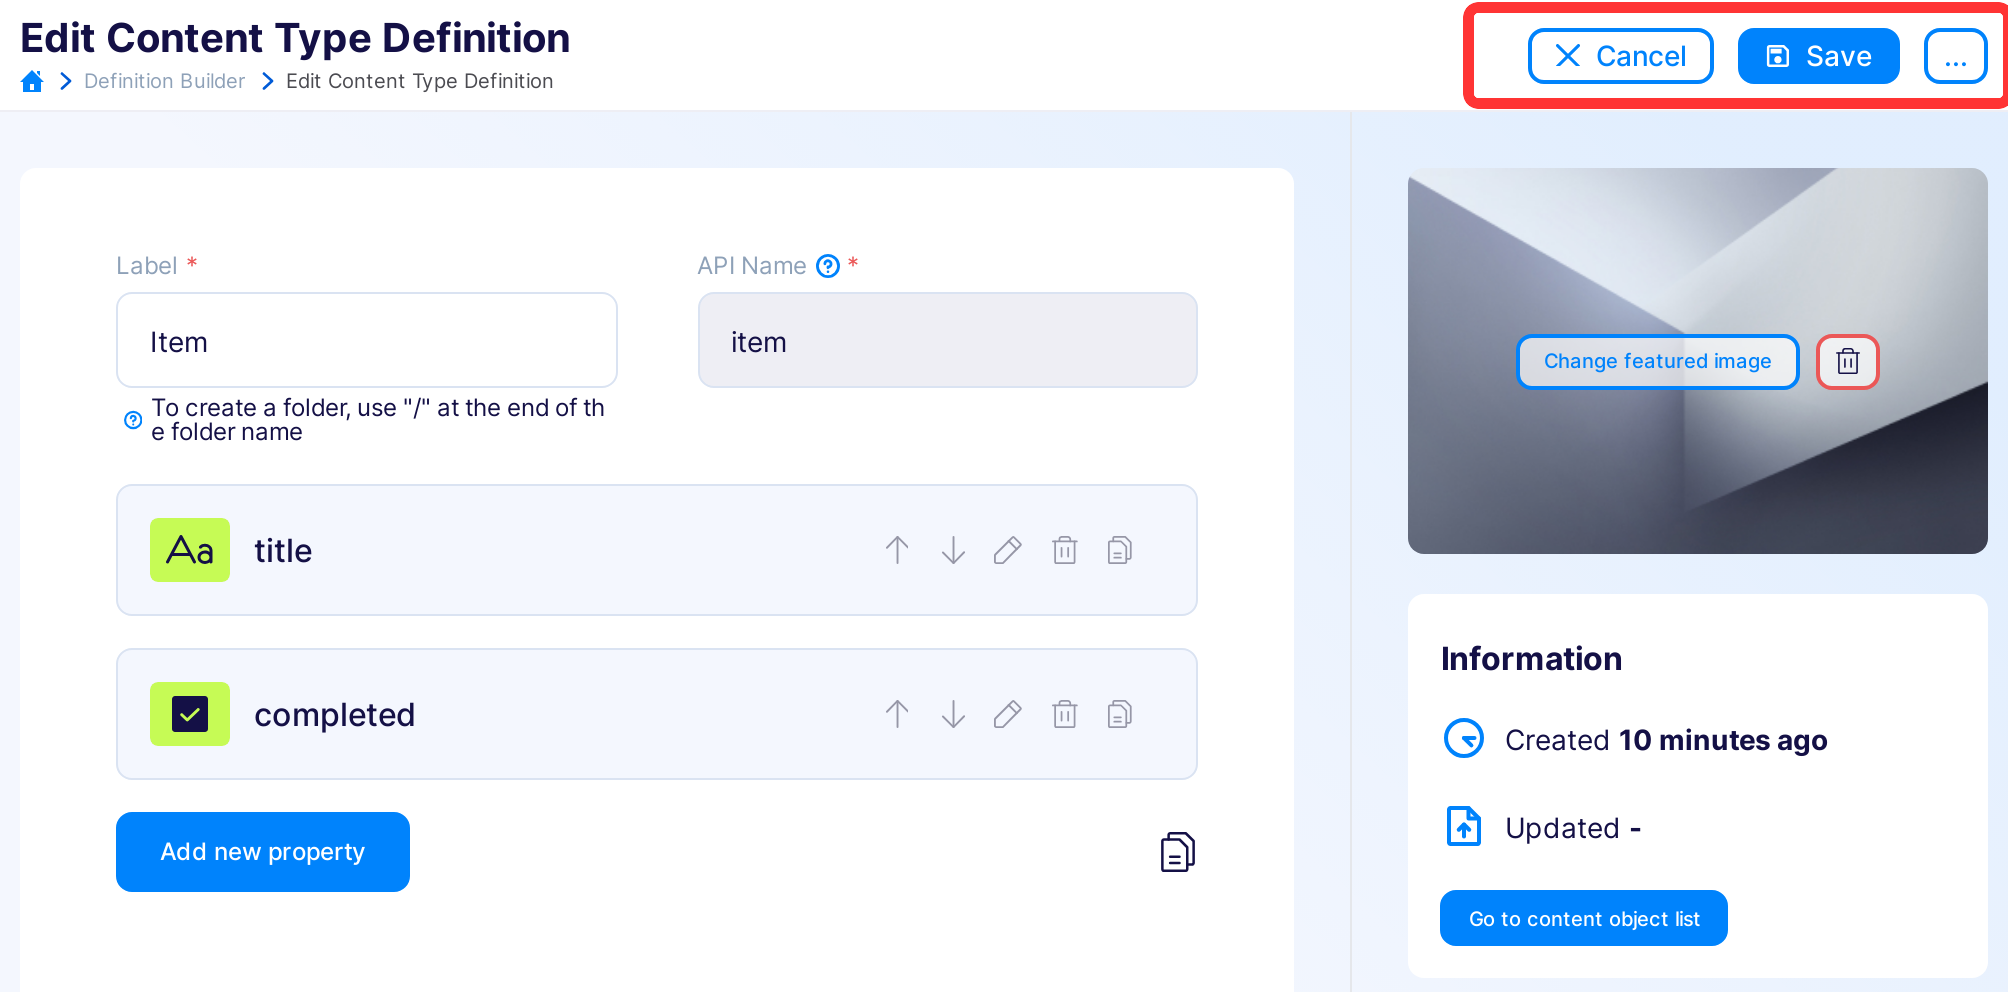 Edit Content Type Definition
Definition Builder
Edit Content Type Definition
Cancel
Save
...
Label *
API Name *
Item
item
To create a folder, use "/" at the end of th
e folder name
Aa title
completed
Add new property
Change featured image
Information
Created 10 minutes ago
Updated -
Go to content object list